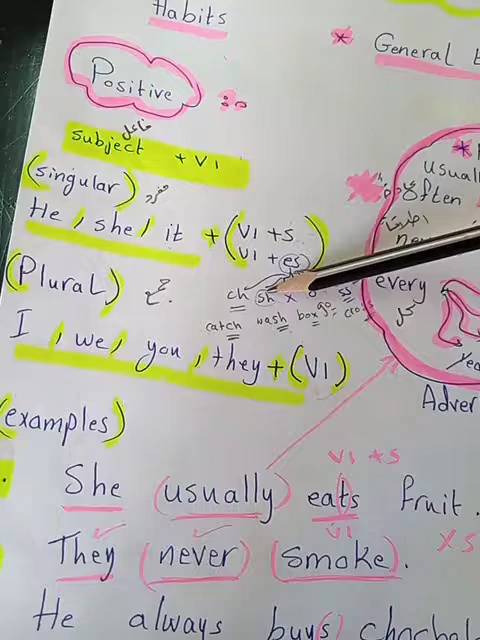 Habits
* General
Positive
فاعل
subject + V1
(singular) مفرد
He, she, it + (V1 + s
V1 + es)
ch sh x o ss
catch wash box go
(Plural) ج
I, we, you, they + (V1)
usually
often
every
كل
Adver
(examples)
V1 + s
She (usually) eats fruit.
V1
They (never) (smoke). X S
He always buys